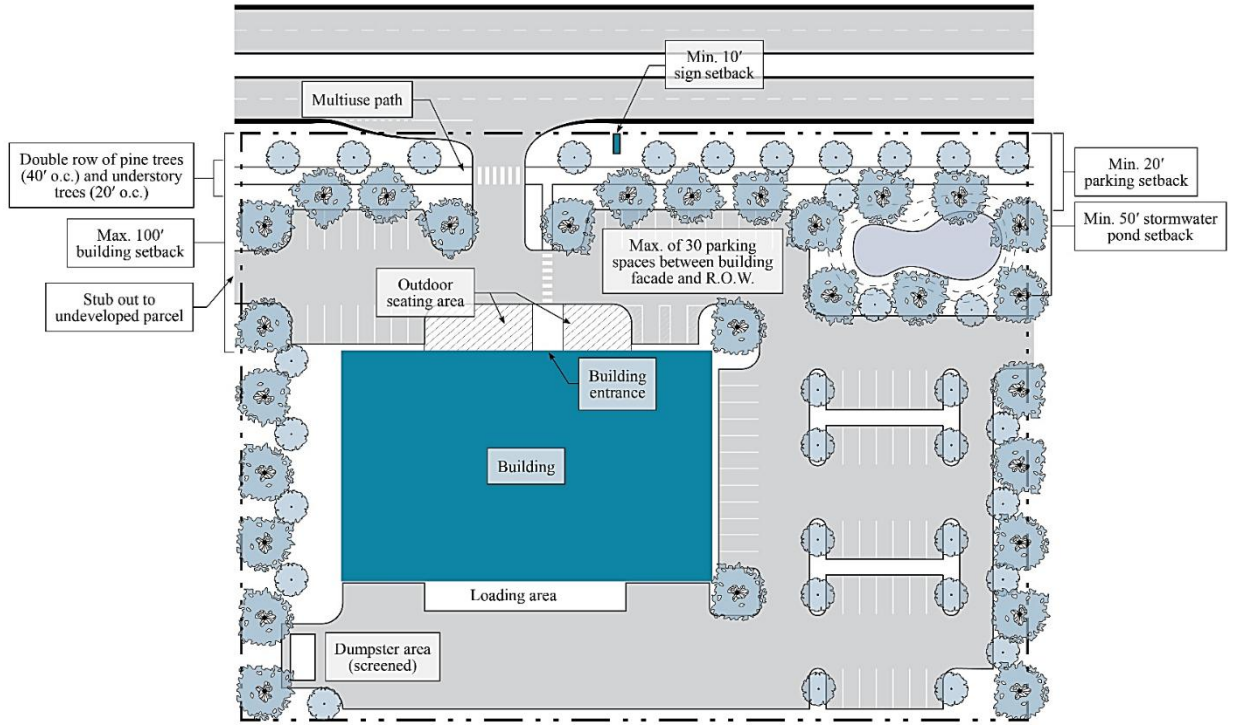 Min. 10′
sign setback
Multiuse path
Double row of pine trees
(40′ o.c.) and understory
trees (20′ o.c.)
Min. 20′
parking setback
Max. 100′
building setback
Min. 50′ stormwater
pond setback
Max. of 30 parking
spaces between building
facade and R.O.W.
Stub out to
undeveloped parcel
Outdoor
seating area
Building
entrance
Building
Loading area
Dumpster area
(screened)